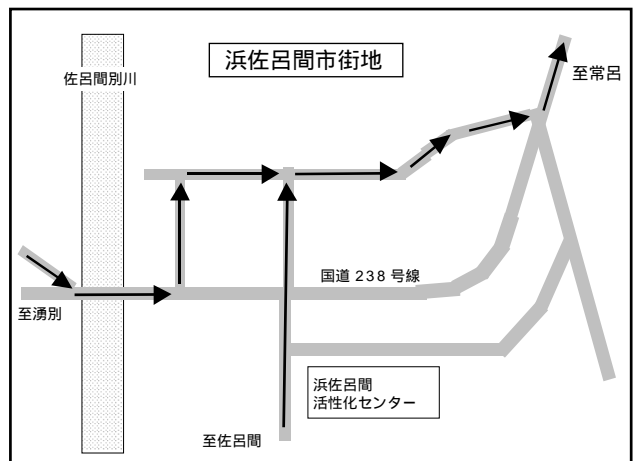 浜佐呂間市街地
佐呂間別川
至常呂
国道 238 号線
至湧別
浜佐呂間
活性化センター
至佐呂間